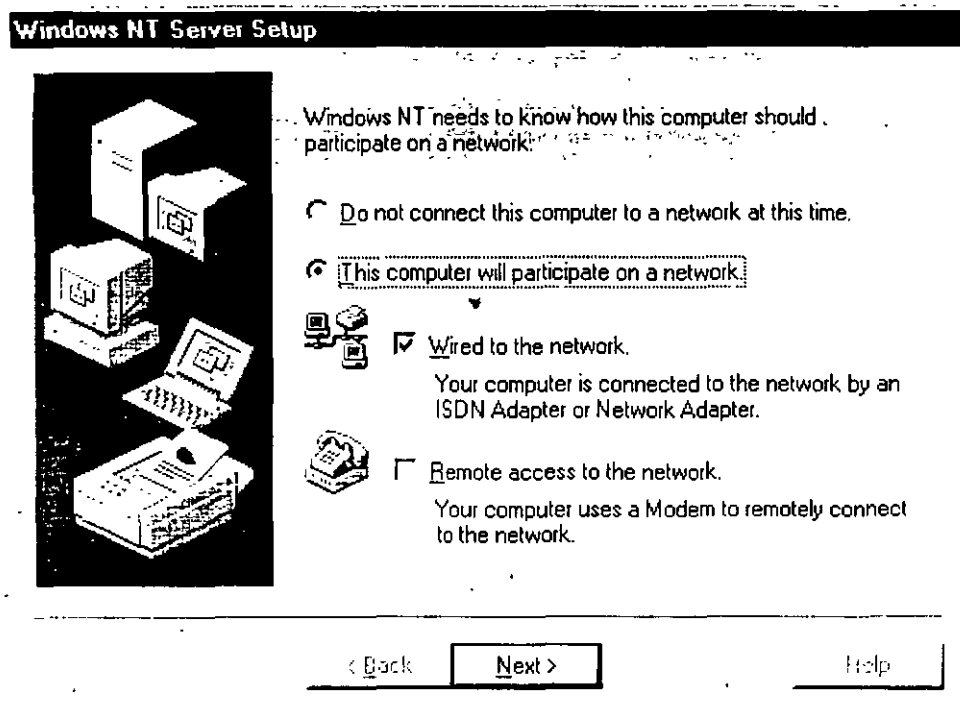 Windows NT Server Setup
Windows NT needs to know how this computer should
participate on a network:
Do not connect this computer to a network at this time.
This computer will participate on a network.
Wired to the network.
Your computer is connected to the network by an
ISDN Adapter or Network Adapter.
Remote access to the network.
Your computer uses a Modem to remotely connect
to the network.
< Back
Next >
Help